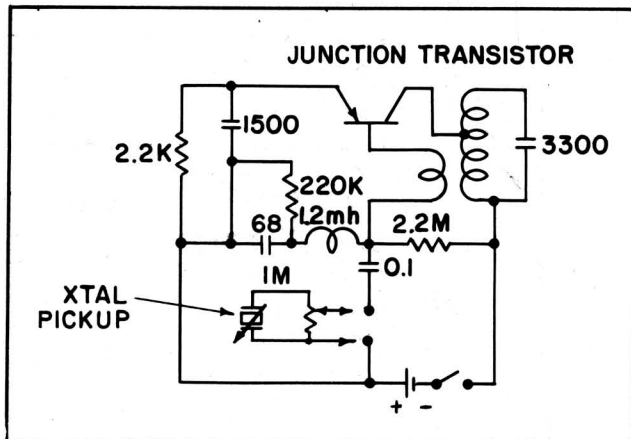 JUNCTION TRANSISTOR
1500
3300
2.2K
220K
1.2mh
68
2.2M
0.1
1M
XTAL
PICKUP
+ -